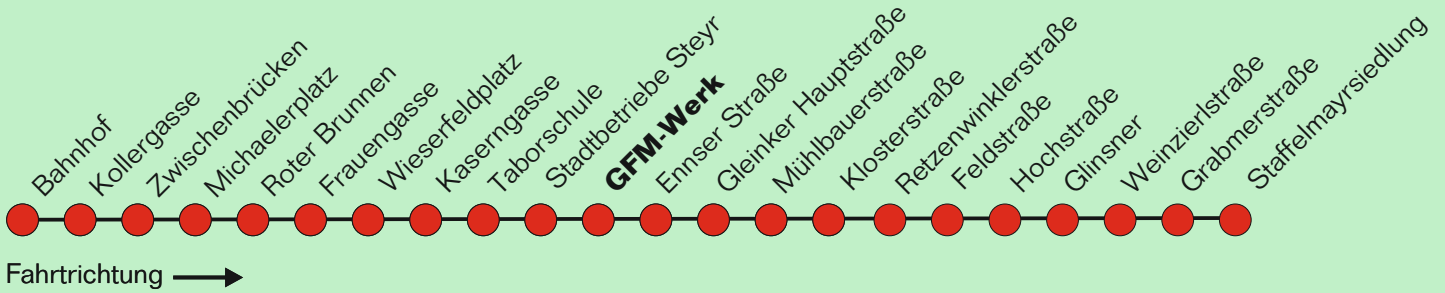 Bahnhof
Kollergasse
Zwischenbrücken
Michaelerplatz
Roter Brunnen
Frauengasse
Wieserfeldplatz
Kaserngasse
Taborschule
Stadtbetriebe Steyr
GFM-Werk
Ennser Straße
Gleinker Hauptstraße
Mühlbauerstraße
Klosterstraße
Retzenwinklerstraße
Feldstraße
Hochstraße
Glinsner
Weinzierlstraße
Grabmerstraße
Staffelmayrsiedlung
Fahrtrichtung